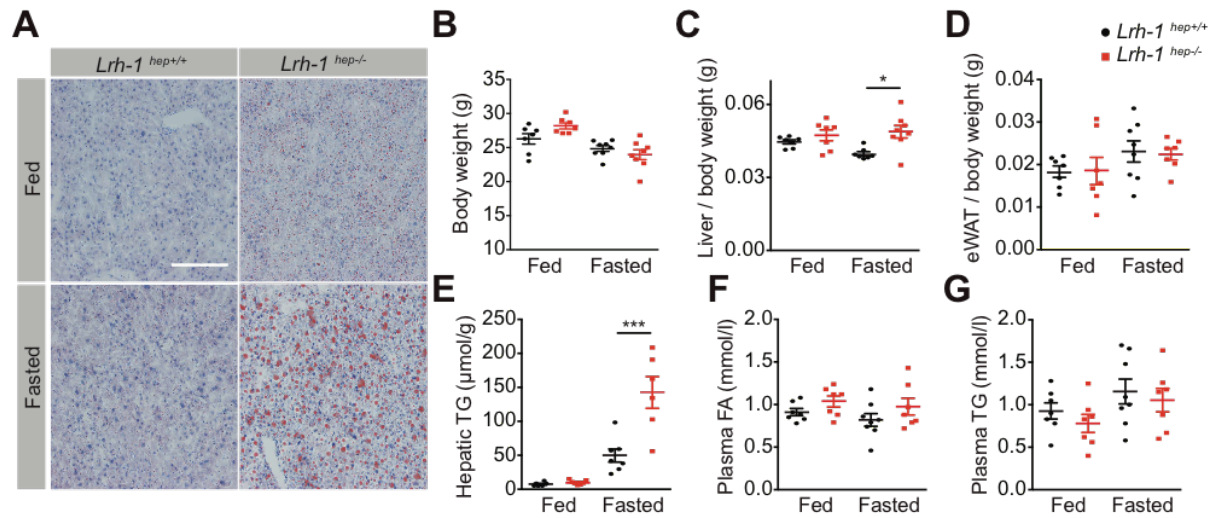 A
Lrh-1 hep+/+
Lrh-1 hep-/-
Fed
Fasted
B
Body weight (g)
35
30
25
20
15
10
Fed
Fasted
C
Liver / body weight (g)
0.06
0.04
0.03
0.00
*
Fed
Fasted
D
Lrh-1 hep+/+
Lrh-1 hep-/-
eWAT / body weight (g)
0.04
0.03
0.02
0.01
0.00
Fed
Fasted
E
Hepatic TG (μmol/g)
250
200
150
100
50
0
***
Fed
Fasted
F
Plasma FA (mmol/l)
2.0
1.5
1.0
0.5
0.0
Fed
Fasted
G
Plasma TG (mmol/l)
2.0
1.5
1.0
0.5
0.0
Fed
Fasted